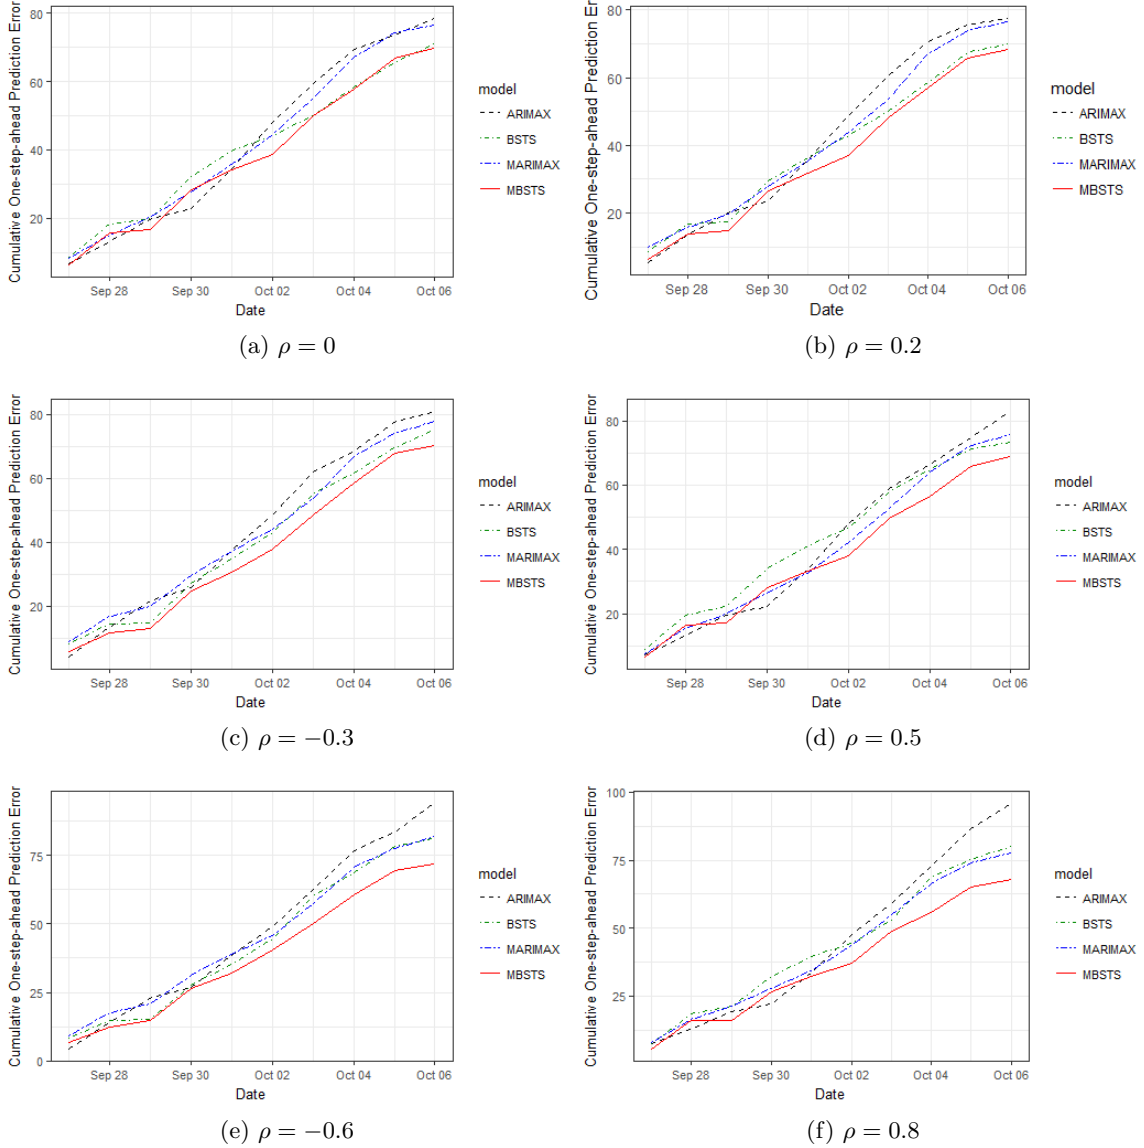 Cumulative One-step-ahead Prediction Error
80
60
40
20
Sep 28
Sep 30
Oct 02
Oct 04
Oct 06
Date
model
ARIMAX
BSTS
MARIMAX
MBSTS
(a) ρ = 0
Cumulative One-step-ahead Prediction Er
80
60
40
20
Sep 28
Sep 30
Oct 02
Oct 04
Oct 06
Date
model
ARIMAX
BSTS
MARIMAX
MBSTS
(b) ρ = 0.2
Cumulative One-step-ahead Prediction Error
80
60
40
20
Sep 28
Sep 30
Oct 02
Oct 04
Oct 06
Date
model
ARIMAX
BSTS
MARIMAX
MBSTS
(c) ρ = −0.3
Cumulative One-step-ahead Prediction Error
80
60
40
20
Sep 28
Sep 30
Oct 02
Oct 04
Oct 06
Date
model
ARIMAX
BSTS
MARIMAX
MBSTS
(d) ρ = 0.5
Cumulative One-step-ahead Prediction Error
75
50
25
0
Sep 28
Sep 30
Oct 02
Oct 04
Oct 06
Date
model
ARIMAX
BSTS
MARIMAX
MBSTS
(e) ρ = −0.6
Cumulative One-step-ahead Prediction Error
100
75
50
25
Sep 28
Sep 30
Oct 02
Oct 04
Oct 06
Date
model
ARIMAX
BSTS
MARIMAX
MBSTS
(f) ρ = 0.8